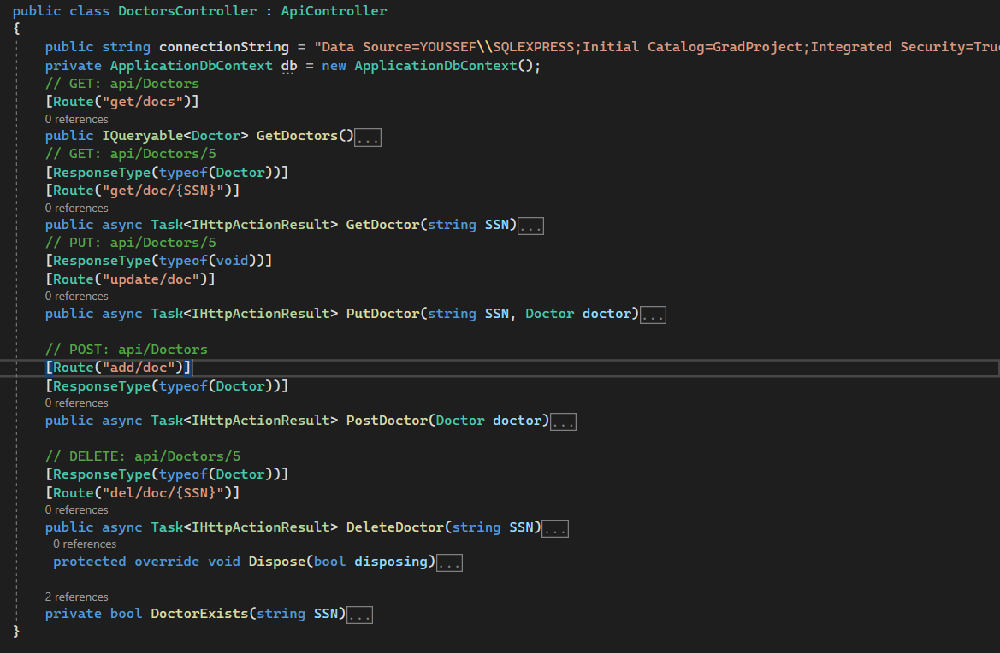 public class DoctorsController : ApiController
{
public string connectionString = "Data Source=YOUSSEF\\SQLEXPRESS;Initial Catalog=GradProject;Integrated Security=Tru
private ApplicationDbContext db = new ApplicationDbContext();
// GET: api/Doctors
[Route("get/docs")]
0 references
public IQueryable<Doctor> GetDoctors()...
// GET: api/Doctors/5
[ResponseType(typeof(Doctor))]
[Route("get/doc/{SSN}")]
0 references
public async Task<IHttpActionResult> GetDoctor(string SSN)...
// PUT: api/Doctors/5
[ResponseType(typeof(void))]
[Route("update/doc")]
0 references
public async Task<IHttpActionResult> PutDoctor(string SSN, Doctor doctor)...
// POST: api/Doctors
[Route("add/doc")]
[ResponseType(typeof(Doctor))]
0 references
public async Task<IHttpActionResult> PostDoctor(Doctor doctor)...
// DELETE: api/Doctors/5
[ResponseType(typeof(Doctor))]
[Route("del/doc/{SSN}")]
0 references
public async Task<IHttpActionResult> DeleteDoctor(string SSN)...
0 references
protected override void Dispose(bool disposing)...
2 references
private bool DoctorExists(string SSN)...
}